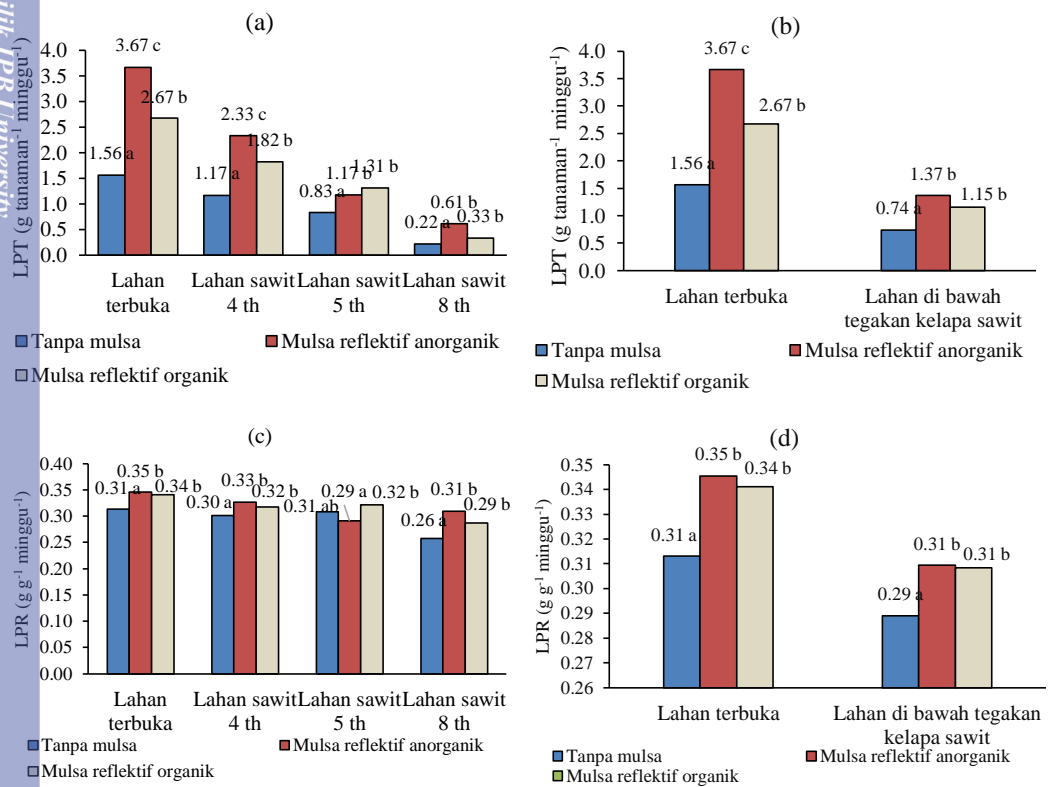 (a)
LPT (g tanaman-1 minggu-1)
4.0
3.5
3.0
2.5
2.0
1.5
1.0
0.5
0.0
3.67 c
2.67 b
1.56 a
2.33 c
1.82 b
1.17 a
1.31 b
1.17 b
0.83 a
0.61 b
0.33 b
0.22 a
Lahan terbuka
Lahan sawit 4 th
Lahan sawit 5 th
Lahan sawit 8 th
Tanpa mulsa
Mulsa reflektif anorganik
Mulsa reflektif organik
(b)
LPT (g tanaman-1 minggu-1)
4.0
3.5
3.0
2.5
2.0
1.5
1.0
0.5
0.0
3.67 c
2.67 b
1.56 a
1.37 b
1.15 b
0.74 a
Lahan terbuka
Lahan di bawah
tegakan kelapa sawit
Tanpa mulsa
Mulsa reflektif anorganik
Mulsa reflektif organik
(c)
LPR (g g-1 minggu-1)
0.40
0.35
0.30
0.25
0.20
0.15
0.10
0.05
0.00
0.35 b
0.31 a
0.34 b
0.33 b
0.30 a
0.32 b
0.29 a
0.32 b
0.31 ab
0.31 b
0.29 b
0.26 a
Lahan terbuka
Lahan sawit 4 th
Lahan sawit 5 th
Lahan sawit 8 th
Tanpa mulsa
Mulsa reflektif anorganik
Mulsa reflektif organik
(d)
LPR (g g-1 minggu-1)
0.35
0.34
0.33
0.32
0.31
0.30
0.29
0.28
0.27
0.26
0.35 b
0.34 b
0.31 a
0.31 b
0.31 b
0.29 a
Lahan terbuka
Lahan di bawah tegakan
kelapa sawit
Tanpa mulsa
Mulsa reflektif anorganik
Mulsa reflektif organik
IPB University